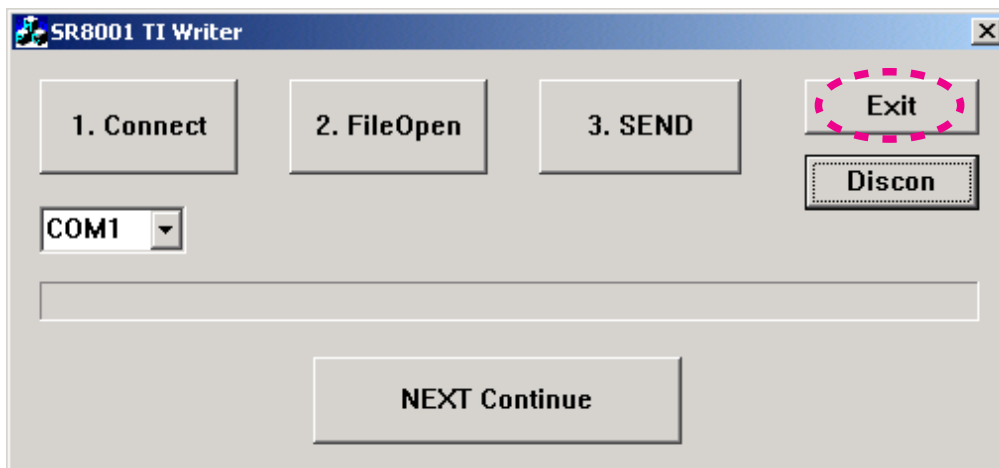 SR8001 TI Writer
1. Connect
2. FileOpen
3. SEND
Exit
Discon
COM1
NEXT Continue